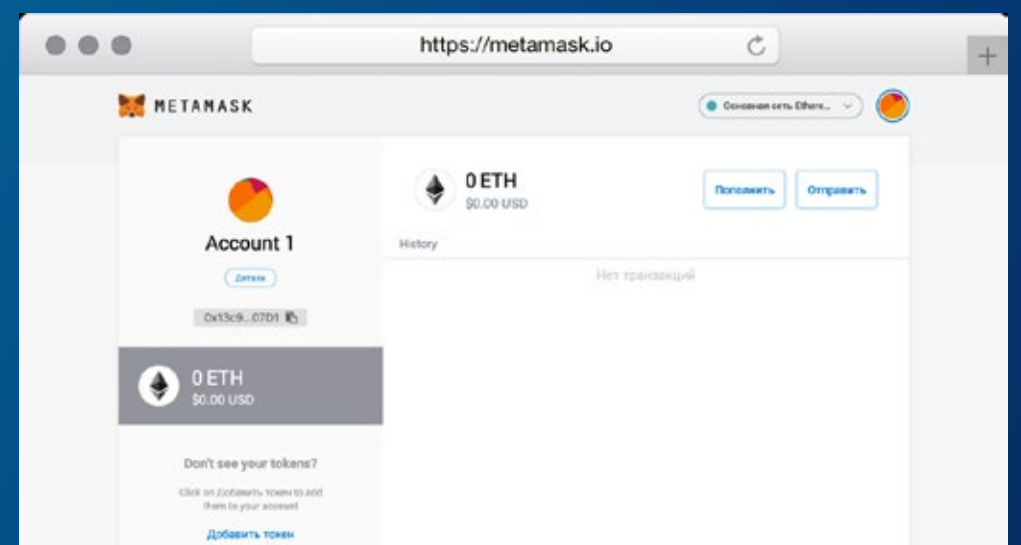 https://metamask.io
METAMASK
Основная сеть Ethere...
Account 1
Детали
0x13c9...07D1
0 ETH
$0.00 USD
Don't see your tokens?
Click on Добавить токен to add
them to your account
Добавить токен
0 ETH
$0.00 USD
Пополнить
Отправить
History
Нет транзакций